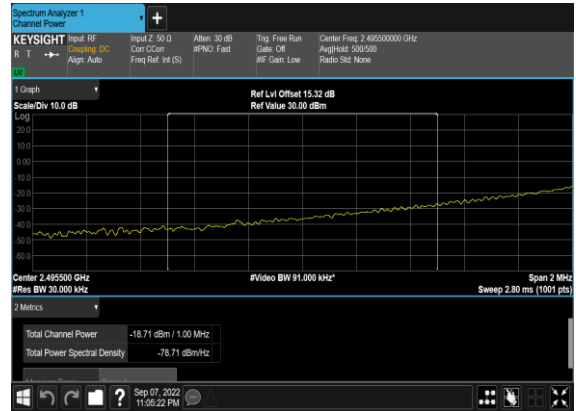 Spectrum Analyzer 1
Channel Power
+
KEYSIGHT Input: RF Input Z: 50 Ω Atten: 30 dB Trig: Free Run Center Freq: 2.495500000 GHz
R T Coupling: DC Corr CCorr #PNO: Fast Gate: Off Avg|Hold: 500/500
Align: Auto Freq Ref: Int (S) #IF Gain: Low Radio Std: None
LW
1 Graph
Ref Lvl Offset 15.32 dB
Scale/Div 10.0 dB Ref Value 30.00 dBm
Log
20.0
10.0
0.00
-10.0
-20.0
-30.0
-40.0
-50.0
-60.0
Center 2.495500 GHz #Video BW 91.000 kHz* Span 2 MHz
#Res BW 30.000 kHz Sweep 2.80 ms (1001 pts)
2 Metrics
Total Channel Power -18.71 dBm / 1.00 MHz
Total Power Spectral Density -78.71 dBm/Hz
? Sep 07, 2022
11:05:22 PM